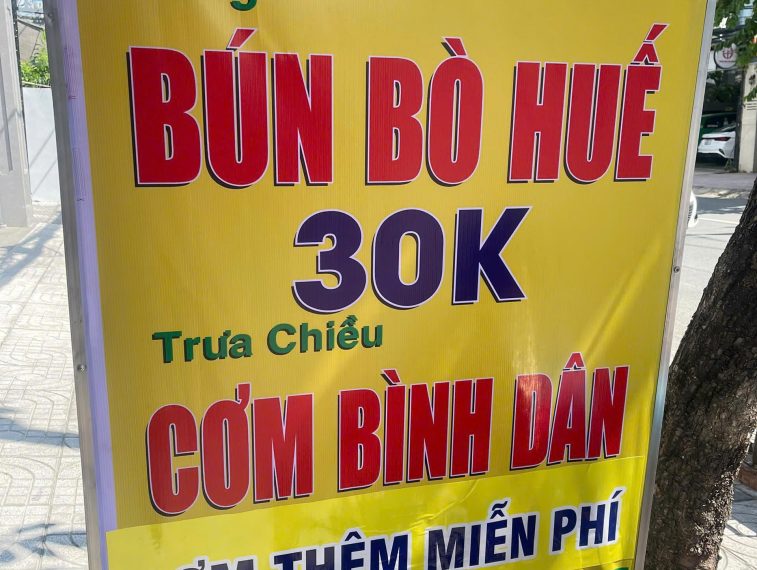 BÚN BÒ HUẾ
30K
Trưa Chiều
CƠM BÌNH DÂN
THÊM MIỄN PHÍ